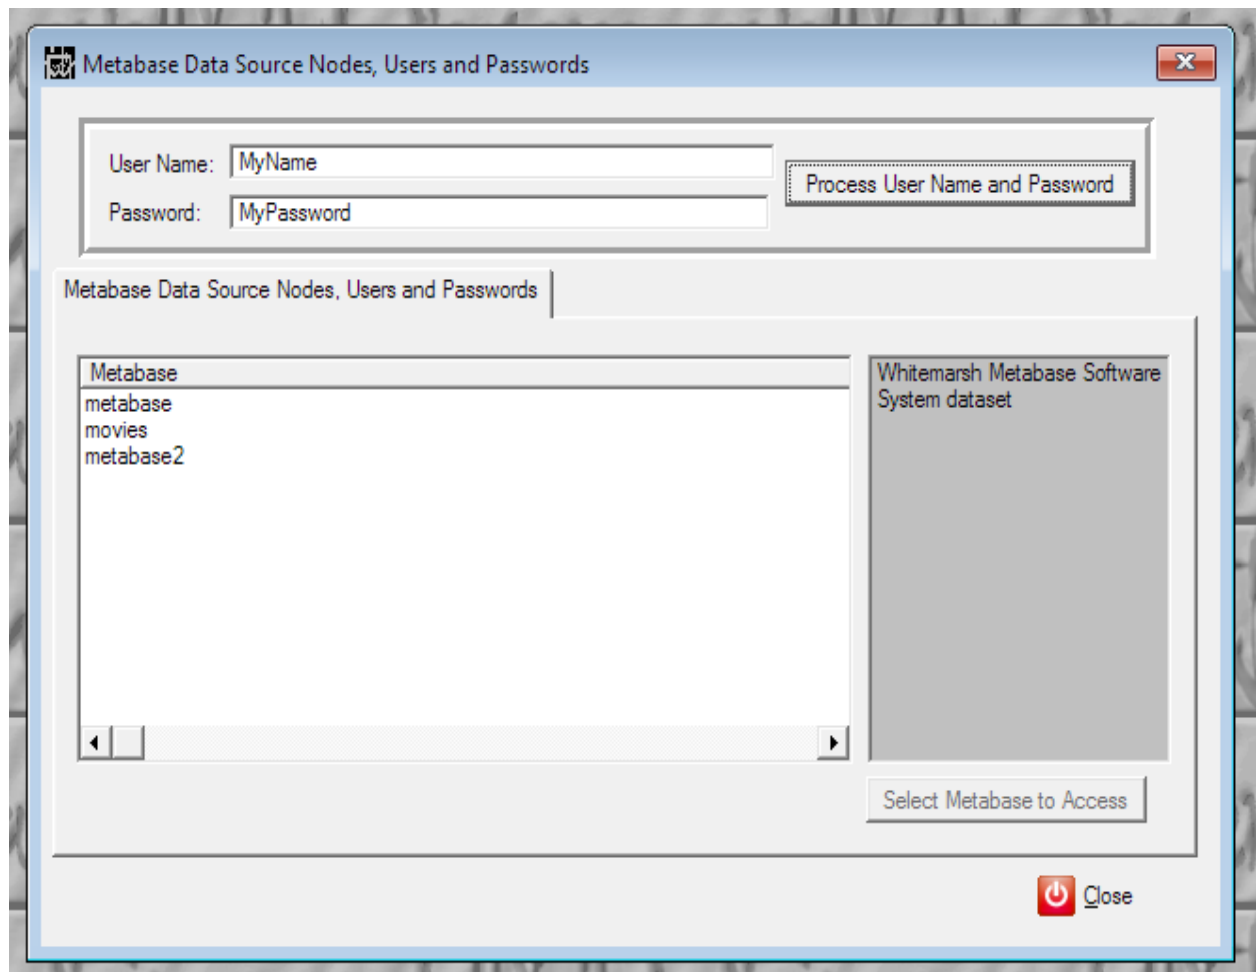 Metabase Data Source Nodes, Users and Passwords
User Name: MyName
Password: MyPassword
Process User Name and Password
Metabase Data Source Nodes, Users and Passwords
Metabase
metabase
movies
metabase2
Whitemarsh Metabase Software
System dataset
Select Metabase to Access
Close